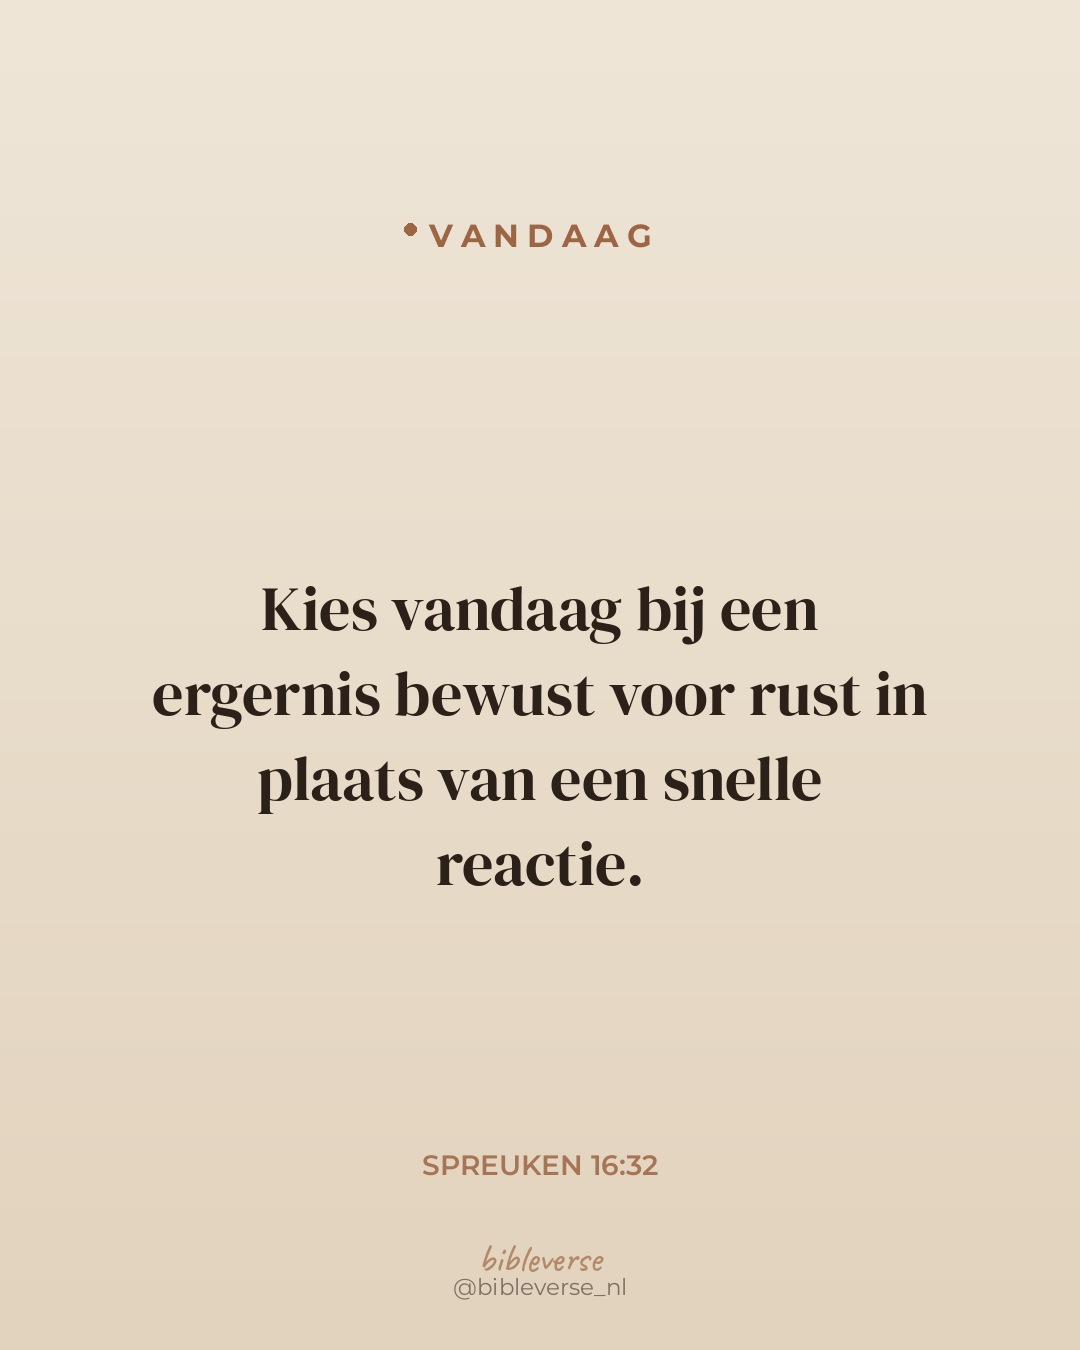 VANDAAG
Kies vandaag bij een
ergernis bewust voor rust in
plaats van een snelle
reactie.
SPREUKEN 16:32
bibleverse
@bibleverse_nl